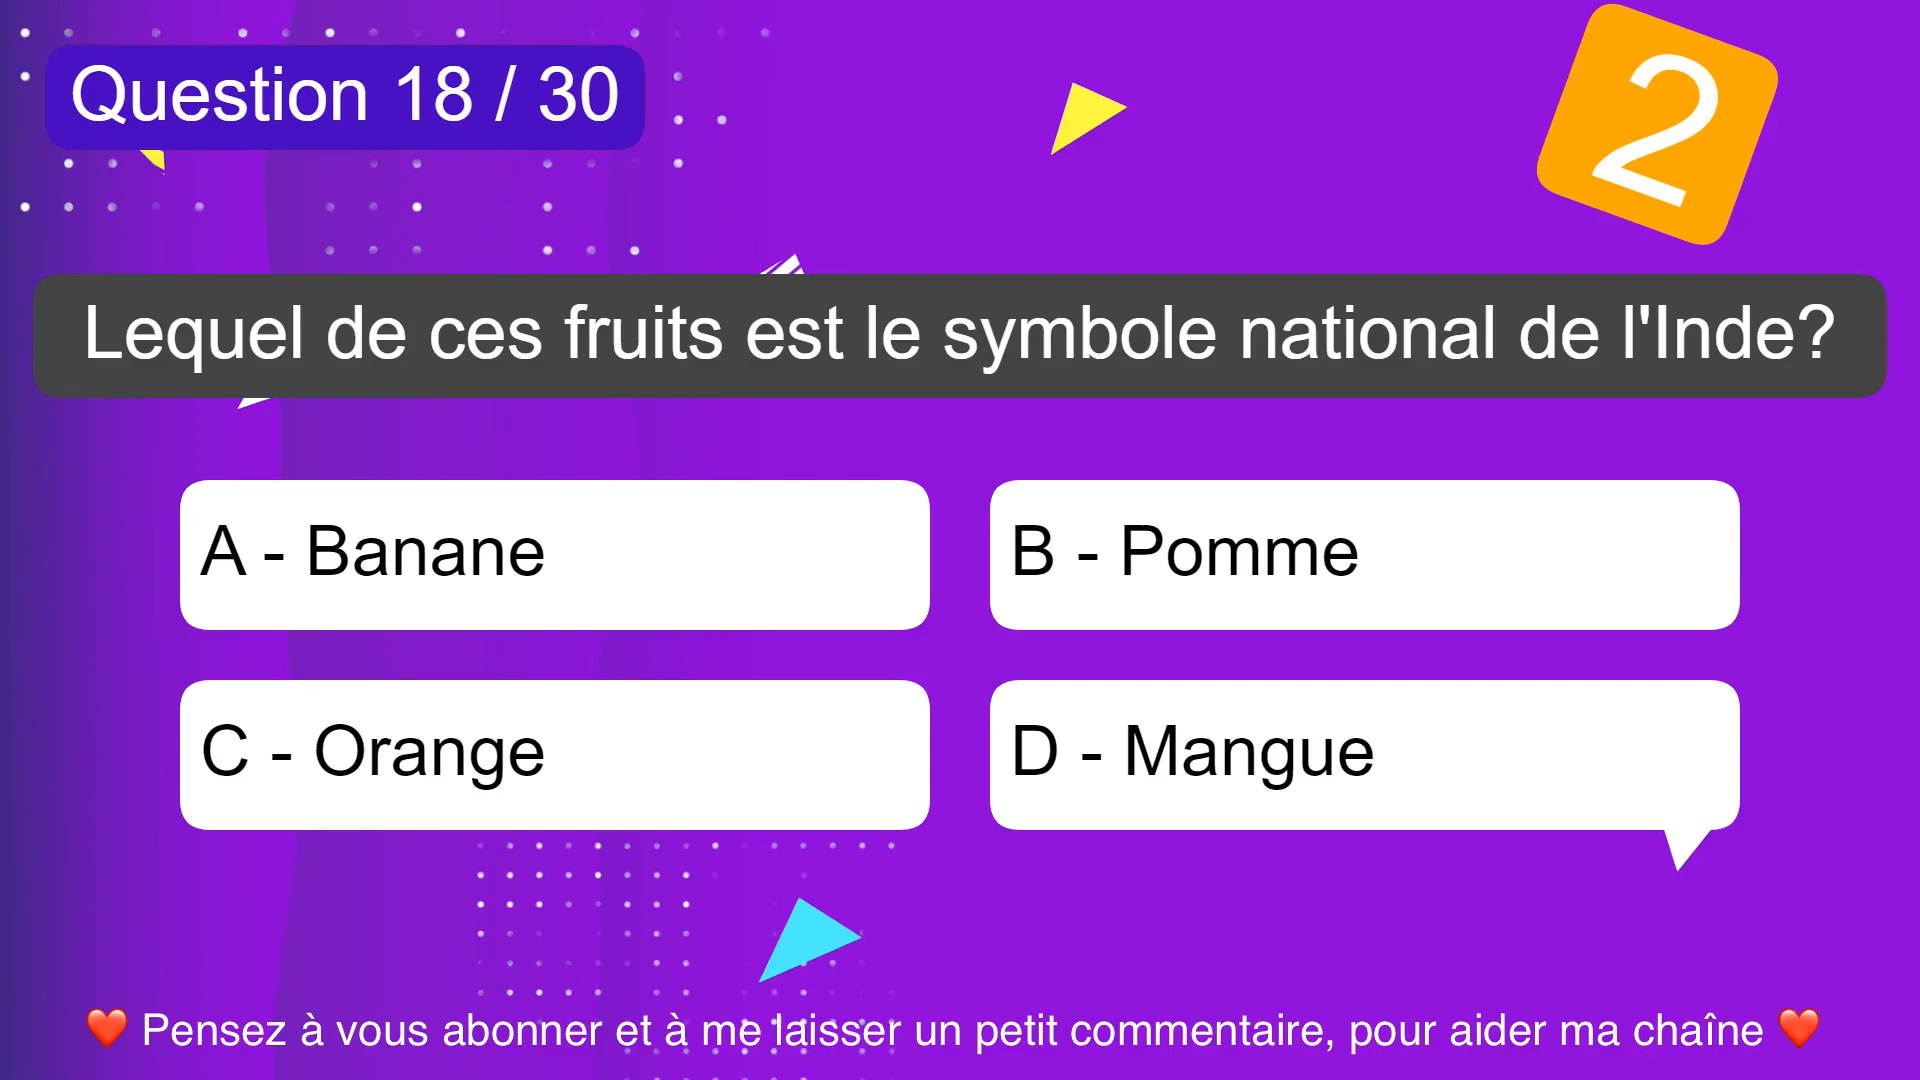 Question 18 / 30
2
Lequel de ces fruits est le symbole national de l'Inde?
A - Banane
B - Pomme
C - Orange
D - Mangue
❤️ Pensez à vous abonner et à me laisser un petit commentaire, pour aider ma chaîne ❤️